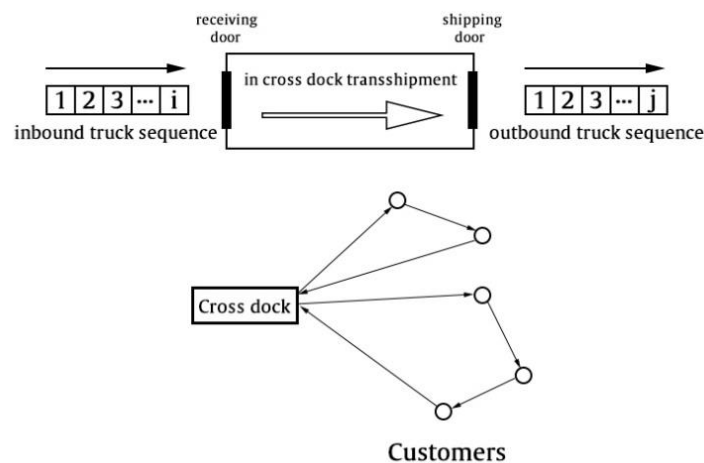 receiving
door
shipping
door
in cross dock transshipment
1 2 3 ... i
inbound truck sequence
1 2 3 ... j
outbound truck sequence
Cross dock
Customers